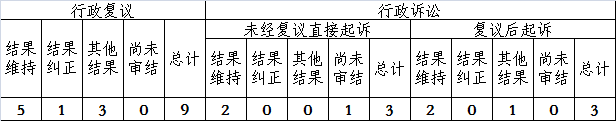 行政复议 行政诉讼
未经复议直接起诉 复议后起诉
结果维持 结果纠正 其他结果 尚未审结 总计 结果维持 结果纠正 其他结果 尚未审结 总计 结果维持 结果纠正 其他结果 尚未审结 总计
5 1 3 0 9 2 0 0 1 3 2 0 1 0 3